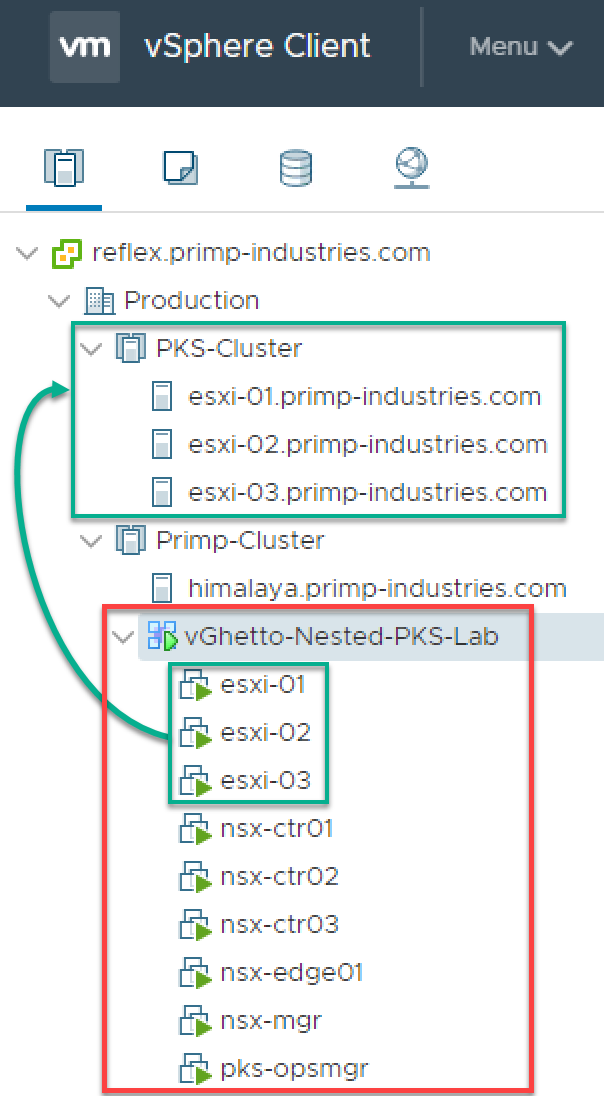 vm vSphere Client Menu
reflex.primp-industries.com
Production
PKS-Cluster
esxi-01.primp-industries.com
esxi-02.primp-industries.com
esxi-03.primp-industries.com
Primp-Cluster
himalaya.primp-industries.com
vGhetto-Nested-PKS-Lab
esxi-01
esxi-02
esxi-03
nsx-ctr01
nsx-ctr02
nsx-ctr03
nsx-edge01
nsx-mgr
pks-opsmgr